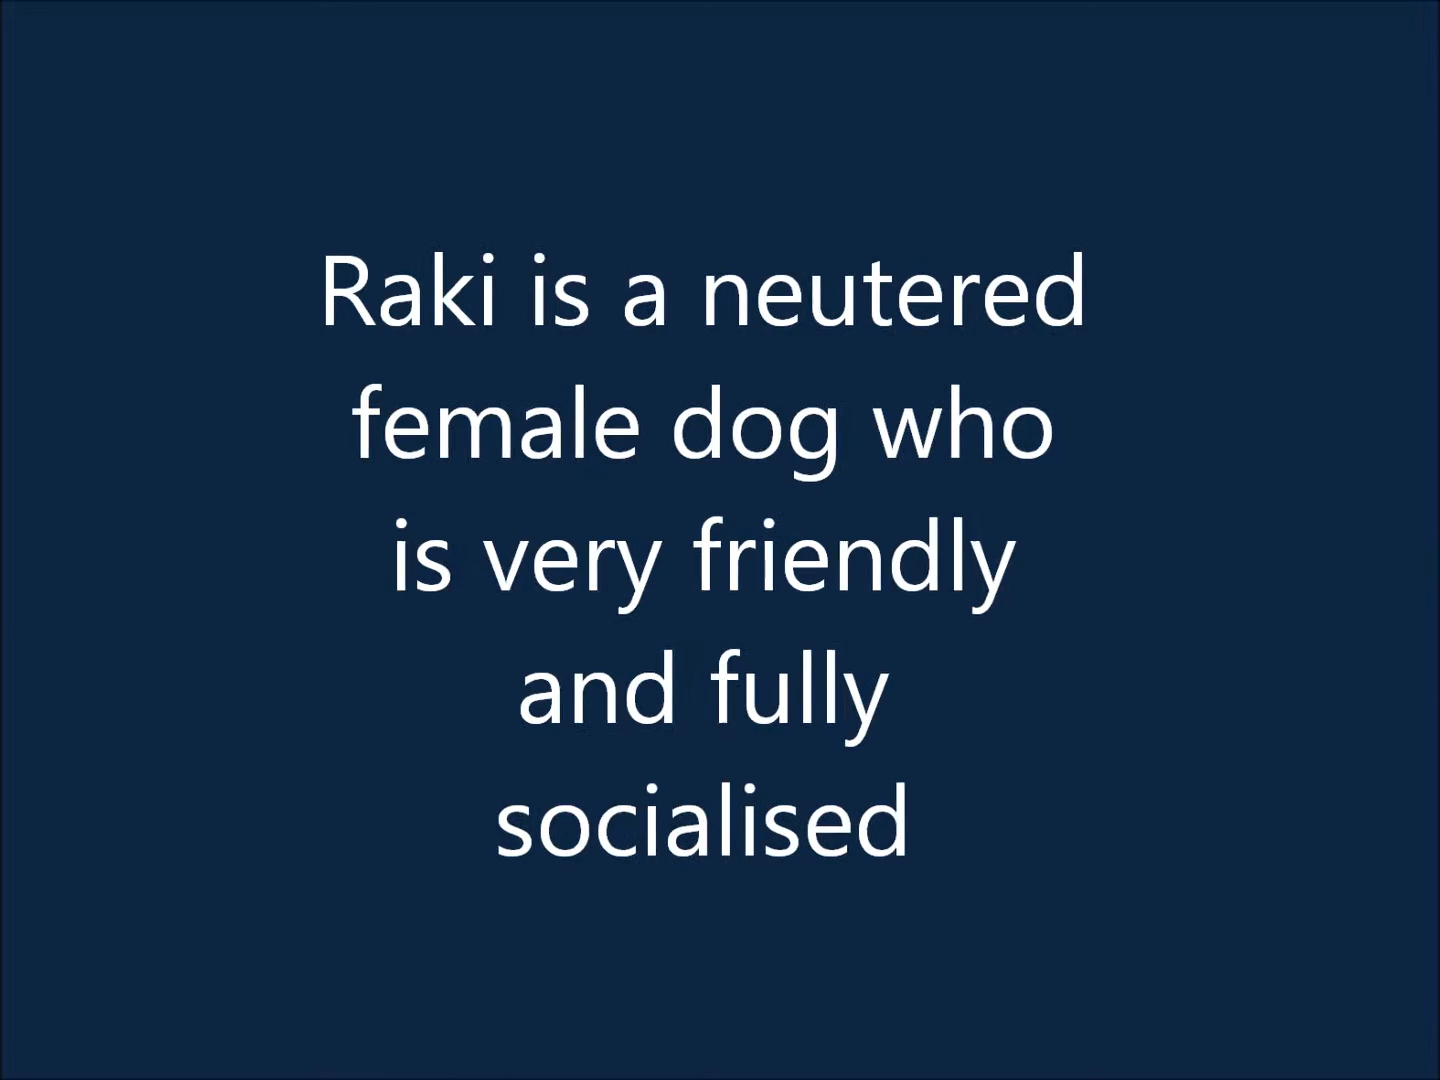 Raki is a neutered
female dog who
is very friendly
and fully
socialised